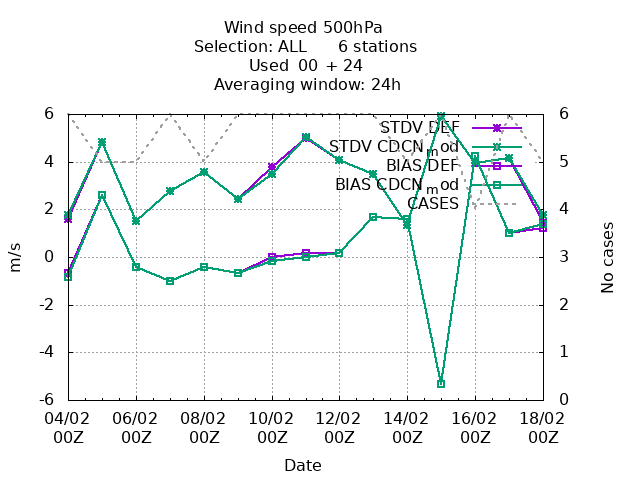 Wind speed 500hPa
Selection: ALL 6 stations
Used 00 + 24
Averaging window: 24h
STDV DEF
STDV CDCN_mod
BIAS DEF
BIAS CDCN_mod
CASES
6
4
2
0
-2
-4
-6
m/s
6
5
4
3
2
1
0
No cases
04/02 06/02 08/02 10/02 12/02 14/02 16/02 18/02
00Z 00Z 00Z 00Z 00Z 00Z 00Z 00Z
Date